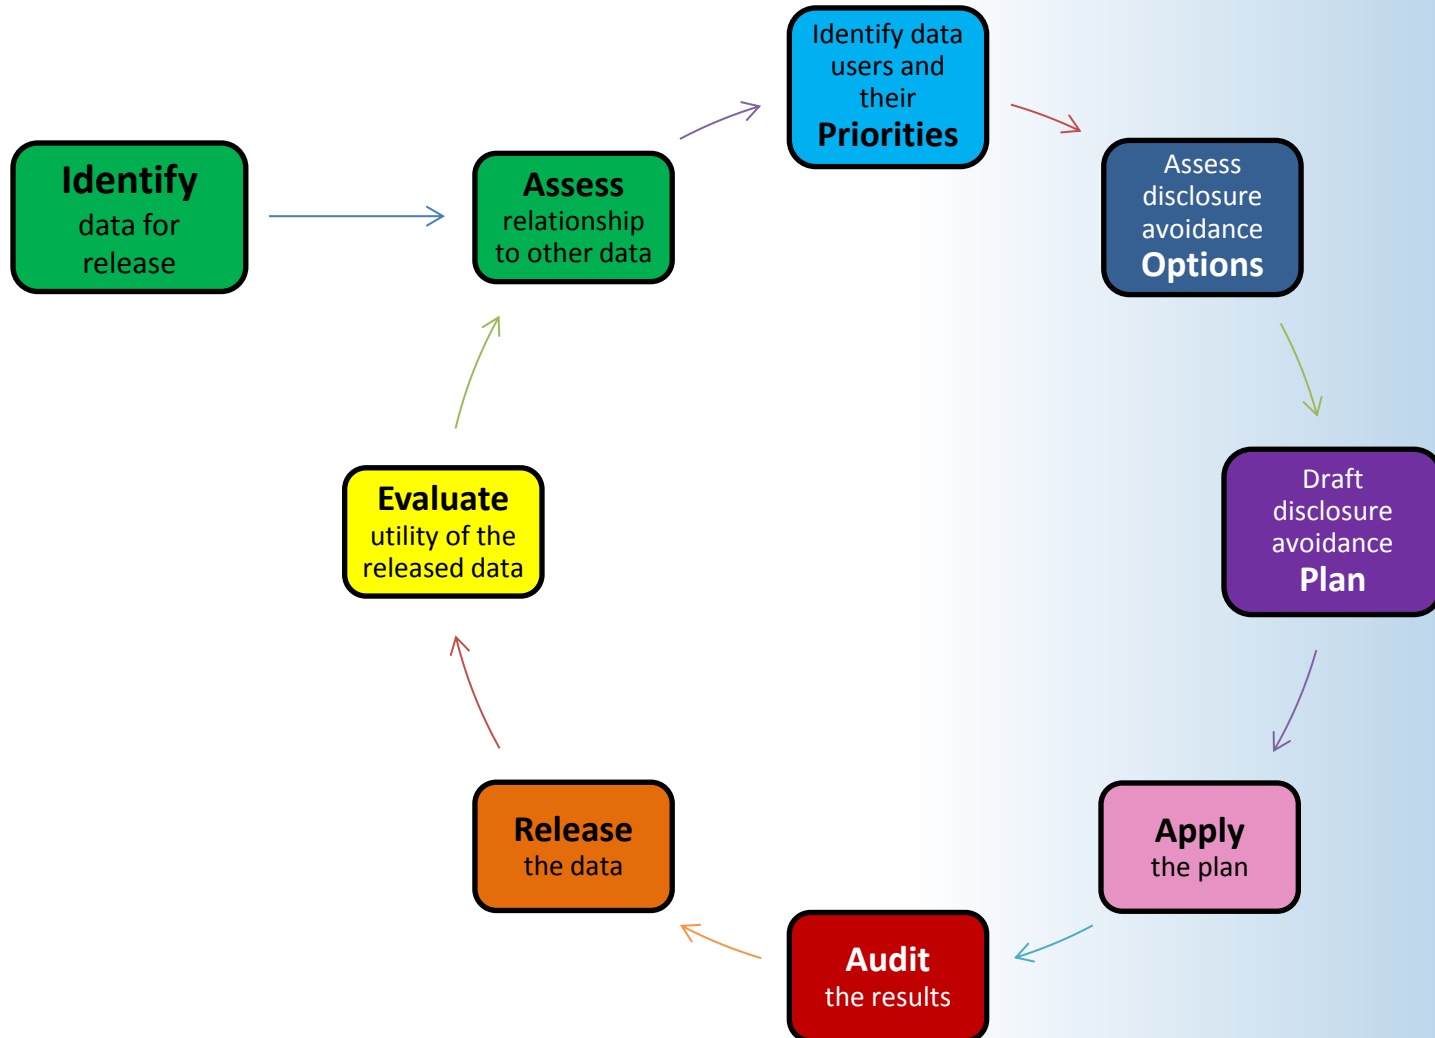 Identify
data for
release
Assess
relationship
to other data
Identify data
users and
their
Priorities
Assess
disclosure
avoidance
Options
Draft
disclosure
avoidance
Plan
Apply
the plan
Audit
the results
Release
the data
Evaluate
utility of the
released data